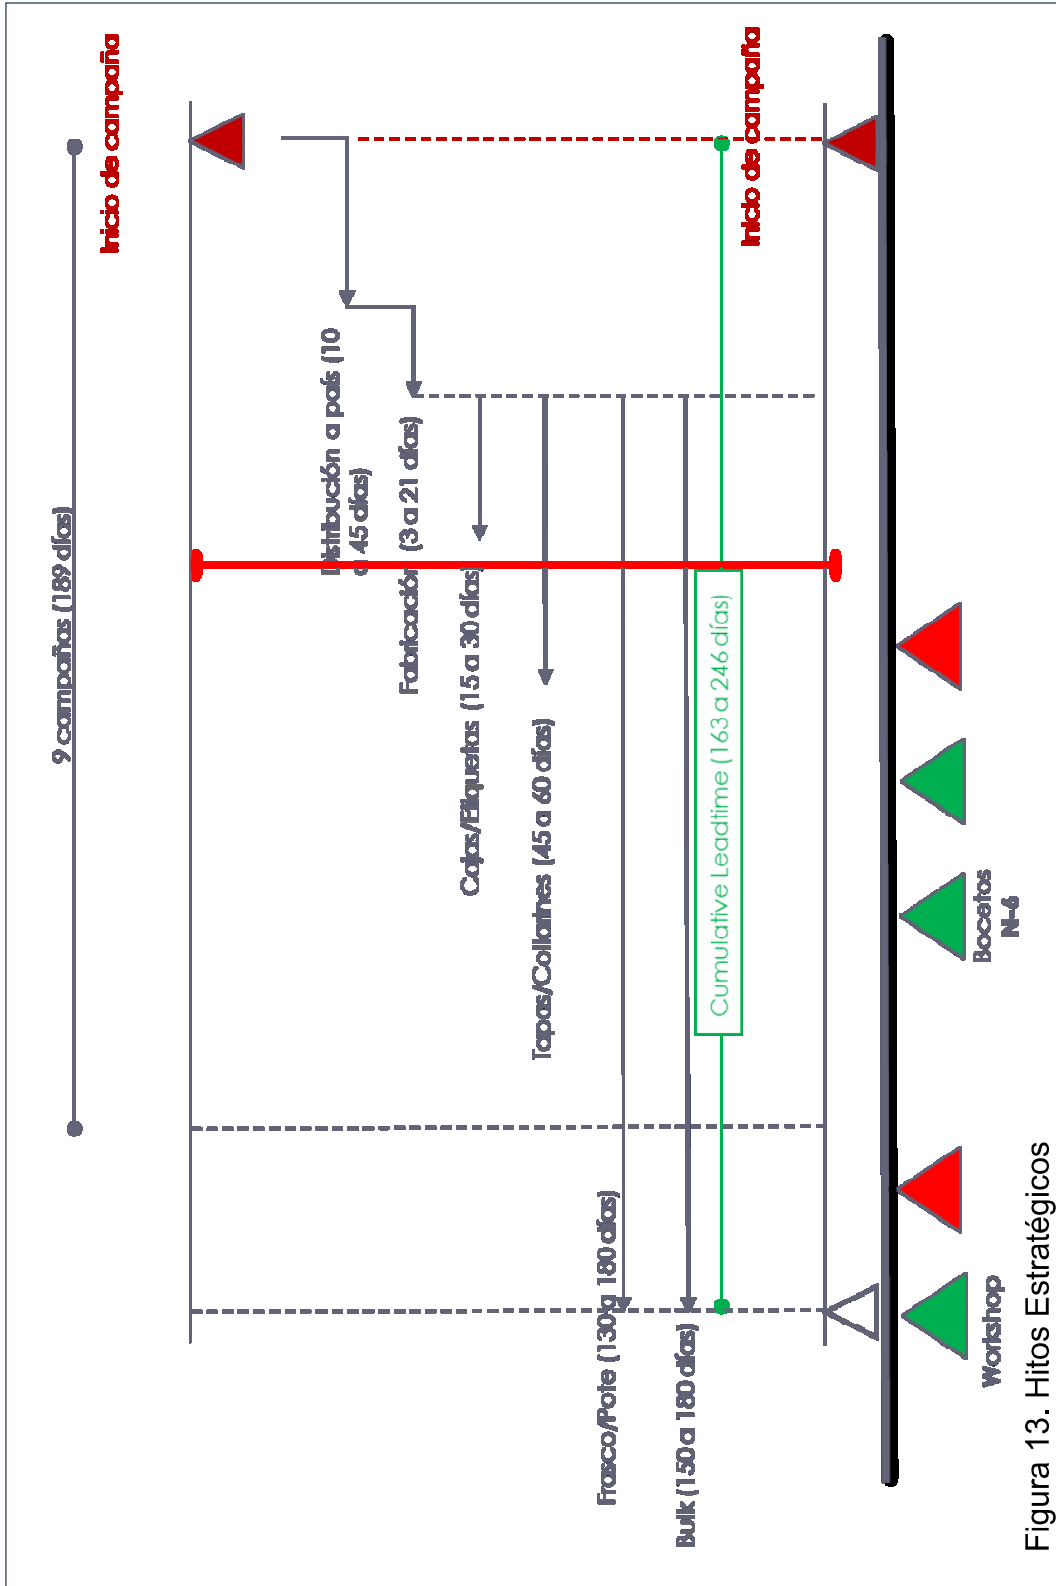 9 campañas (189 días)
Inicio de campaña
Distribución a país (10
a 45 días)
Fabricación (3 a 21 días)
Cajas/Etiquetas (15 a 30 días)
Tapas/Collarines (45 a 60 días)
Frasco/Pote (130 a 180 días)
Bulk (150 a 180 días)
Cumulative Leadtime (163 a 246 días)
Inicio de campaña
Workshop
Bocetos
N-6
Figura 13. Hitos Estratégicos